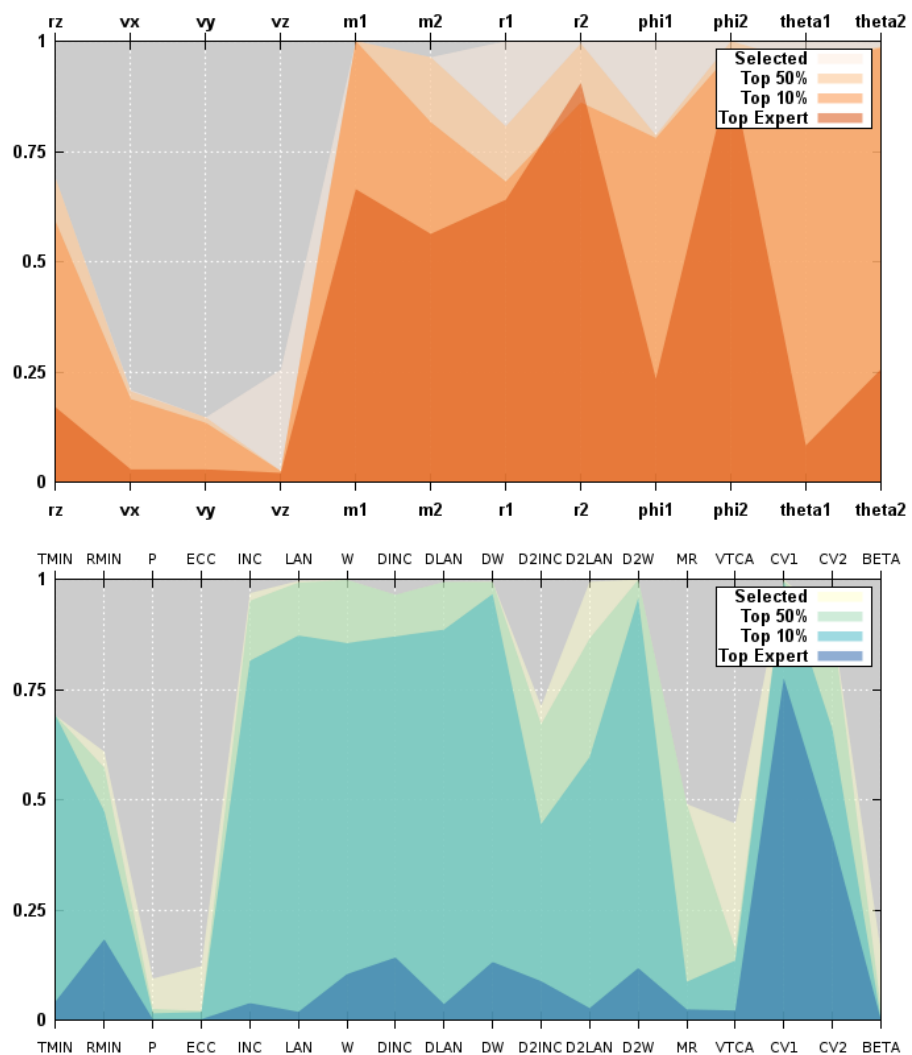 rz vx vy vz m1 m2 r1 r2 phi1 phi2 theta1 theta2
1
Selected
Top 50%
Top 10%
Top Expert
0.75
0.5
0.25
0
rz vx vy vz m1 m2 r1 r2 phi1 phi2 theta1 theta2
TMIN RMIN P ECC INC LAN W DINC DLAN DW D2INC D2LAN D2W MR VTCA CV1 CV2 BETA
1
Selected
Top 50%
Top 10%
Top Expert
0.75
0.5
0.25
0
TMIN RMIN P ECC INC LAN W DINC DLAN DW D2INC D2LAN D2W MR VTCA CV1 CV2 BETA